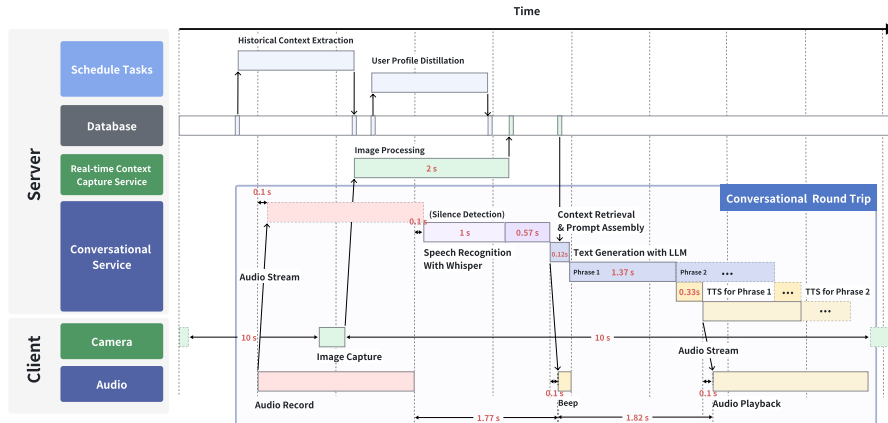 Time
Historical Context Extraction
User Profile Distillation
Schedule Tasks
Server
Database
Image Processing
Real-time Context
Capture Service
2 s
0.1 s
Conversational Round Trip
(Silence Detection)
Context Retrieval
& Prompt Assembly
0.1 s
1 s
0.57 s
Conversational
Service
Speech Recognition
With Whisper
0.12s
Text Generation with LLM
Phrase 1
1.37 s
Phrase 2
•••
Audio Stream
0.33s
TTS for Phrase 1
•••
TTS for Phrase 2
•••
Client
Camera
10 s
10 s
Image Capture
Audio Stream
Audio
0.1 s
0.1 s
Audio Record
Beep
Audio Playback
1.77 s
1.82 s